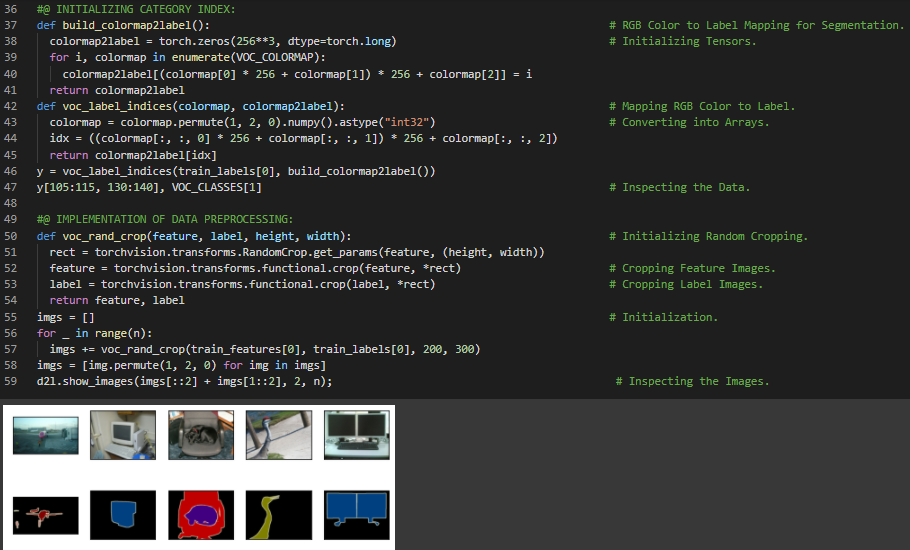 36 #@ INITIALIZING CATEGORY INDEX:
37 def build_colormap2label(): # RGB Color to Label Mapping for Segmentation.
38 colormap2label = torch.zeros(256**3, dtype=torch.long) # Initializing Tensors.
39 for i, colormap in enumerate(VOC_COLORMAP):
40 colormap2label[(colormap[0] * 256 + colormap[1]) * 256 + colormap[2]] = i
41 return colormap2label
42 def voc_label_indices(colormap, colormap2label): # Mapping RGB Color to Label.
43 colormap = colormap.permute(1, 2, 0).numpy().astype("int32") # Converting into Arrays.
44 idx = ((colormap[:, :, 0] * 256 + colormap[:, :, 1]) * 256 + colormap[:, :, 2])
45 return colormap2label[idx]
46 y = voc_label_indices(train_labels[0], build_colormap2label())
47 y[105:115, 130:140], VOC_CLASSES[1] # Inspecting the Data.
48
49 #@ IMPLEMENTATION OF DATA PREPROCESSING:
50 def voc_rand_crop(feature, label, height, width): # Initializing Random Cropping.
51 rect = torchvision.transforms.RandomCrop.get_params(feature, (height, width))
52 feature = torchvision.transforms.functional.crop(feature, *rect) # Cropping Feature Images.
53 label = torchvision.transforms.functional.crop(label, *rect) # Cropping Label Images.
54 return feature, label
55 imgs = [] # Initialization.
56 for _ in range(n):
57 imgs += voc_rand_crop(train_features[0], train_labels[0], 200, 300)
58 imgs = [img.permute(1, 2, 0) for img in imgs]
59 d2l.show_images(imgs[::2] + imgs[1::2], 2, n); # Inspecting the Images.